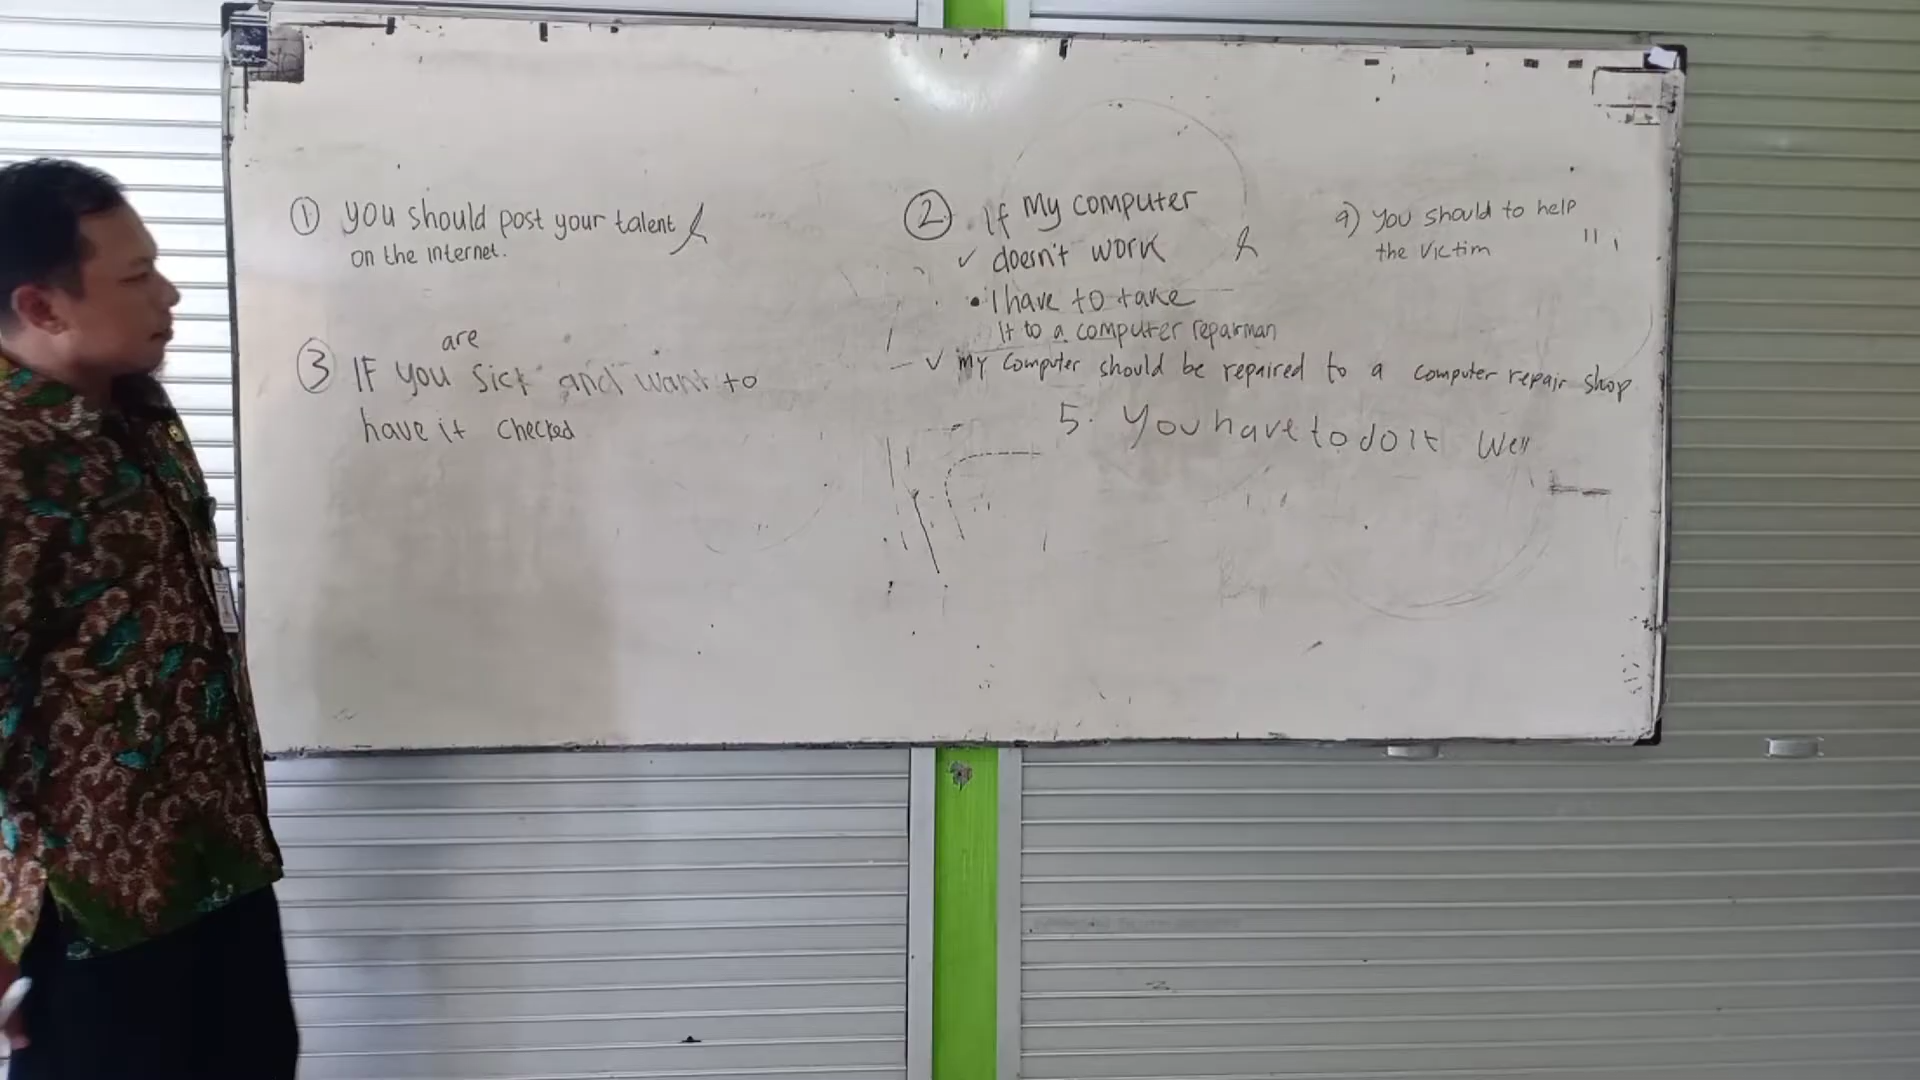 ① you should post your talent
on the internet.
② If My computer
✓ doesn't work
• I have to take
It to a computer repairman
✓ my computer should be repaired to a computer repair shop
9) you should to help
the victim
are
③ IF you sick and want to
have it checked
5. You have to do it well